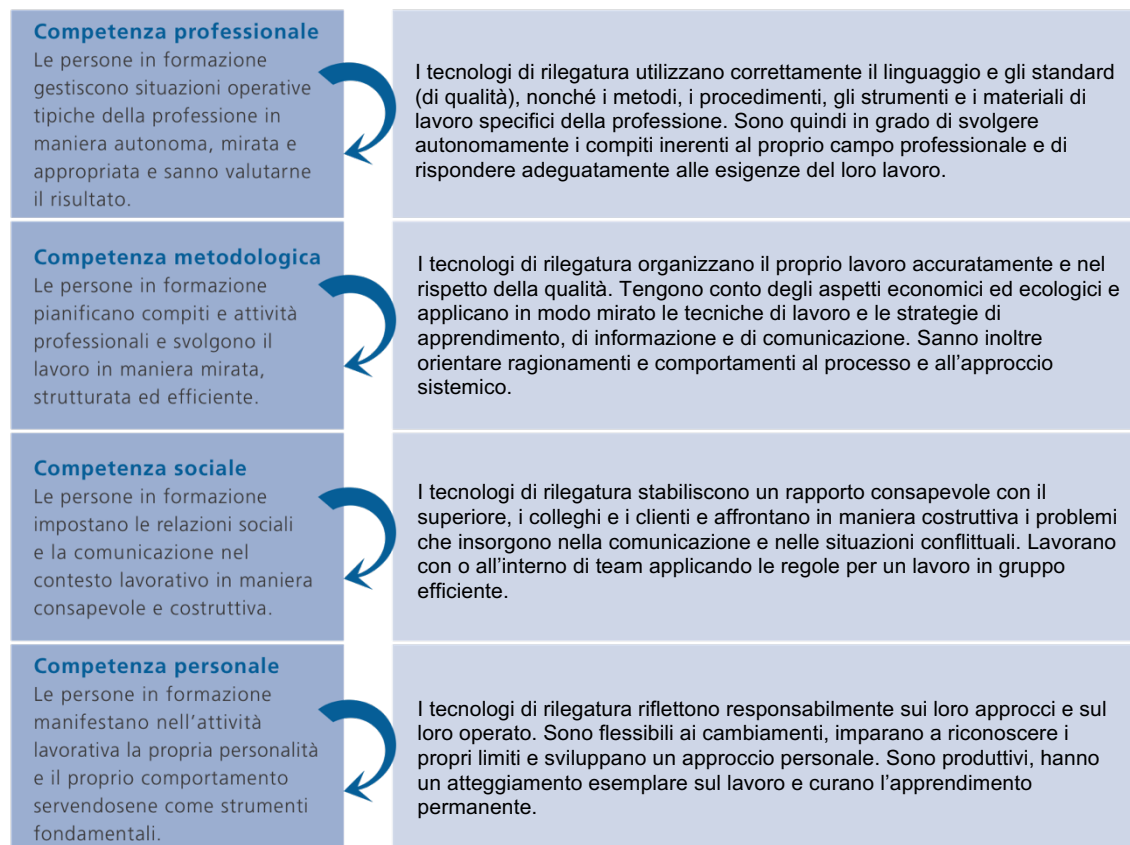 Competenza professionale
Le persone in formazione
gestiscono situazioni operative
tipiche della professione in
maniera autonoma, mirata e
appropriata e sanno valutarne
il risultato.
I tecnologi di rilegatura utilizzano correttamente il linguaggio e gli standard
(di qualità), nonché i metodi, i procedimenti, gli strumenti e i materiali di
lavoro specifici della professione. Sono quindi in grado di svolgere
autonomamente i compiti inerenti al proprio campo professionale e di
rispondere adeguatamente alle esigenze del loro lavoro.
Competenza metodologica
Le persone in formazione
pianificano compiti e attività
professionali e svolgono il
lavoro in maniera mirata,
strutturata ed efficiente.
I tecnologi di rilegatura organizzano il proprio lavoro accuratamente e nel
rispetto della qualità. Tengono conto degli aspetti economici ed ecologici e
applicano in modo mirato le tecniche di lavoro e le strategie di
apprendimento, di informazione e di comunicazione. Sanno inoltre
orientare ragionamenti e comportamenti al processo e all’approccio
sistemico.
Competenza sociale
Le persone in formazione
impostano le relazioni sociali
e la comunicazione nel
contesto lavorativo in maniera
consapevole e costruttiva.
I tecnologi di rilegatura stabiliscono un rapporto consapevole con il
superiore, i colleghi e i clienti e affrontano in maniera costruttiva i problemi
che insorgono nella comunicazione e nelle situazioni conflittuali. Lavorano
con o all’interno di team applicando le regole per un lavoro in gruppo
efficiente.
Competenza personale
Le persone in formazione
manifestano nell’attività
lavorativa la propria personalità
e il proprio comportamento
servendosene come strumenti
fondamentali.
I tecnologi di rilegatura riflettono responsabilmente sui loro approcci e sul
loro operato. Sono flessibili ai cambiamenti, imparano a riconoscere i
propri limiti e sviluppano un approccio personale. Sono produttivi, hanno
un atteggiamento esemplare sul lavoro e curano l’apprendimento
permanente.